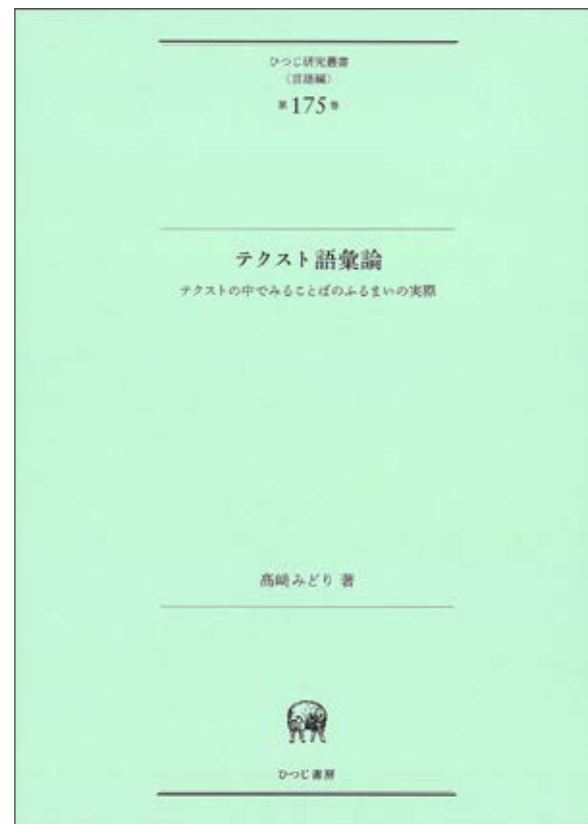 ひつじ研究叢書
〈言語編〉
第175巻
テクスト語彙論
テクストの中でみることばのふるまいの実際
髙崎みどり 著
ひつじ書房